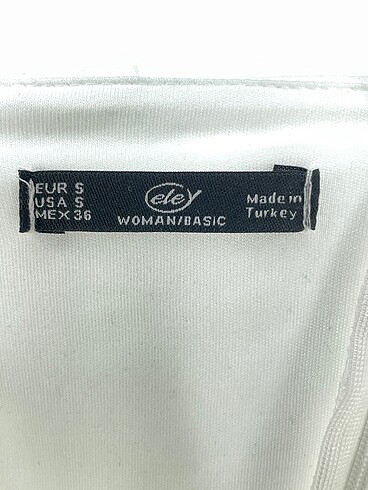 EUR S
USA S
MEX 36
eley
WOMAN/BASIC
Made in
Turkey